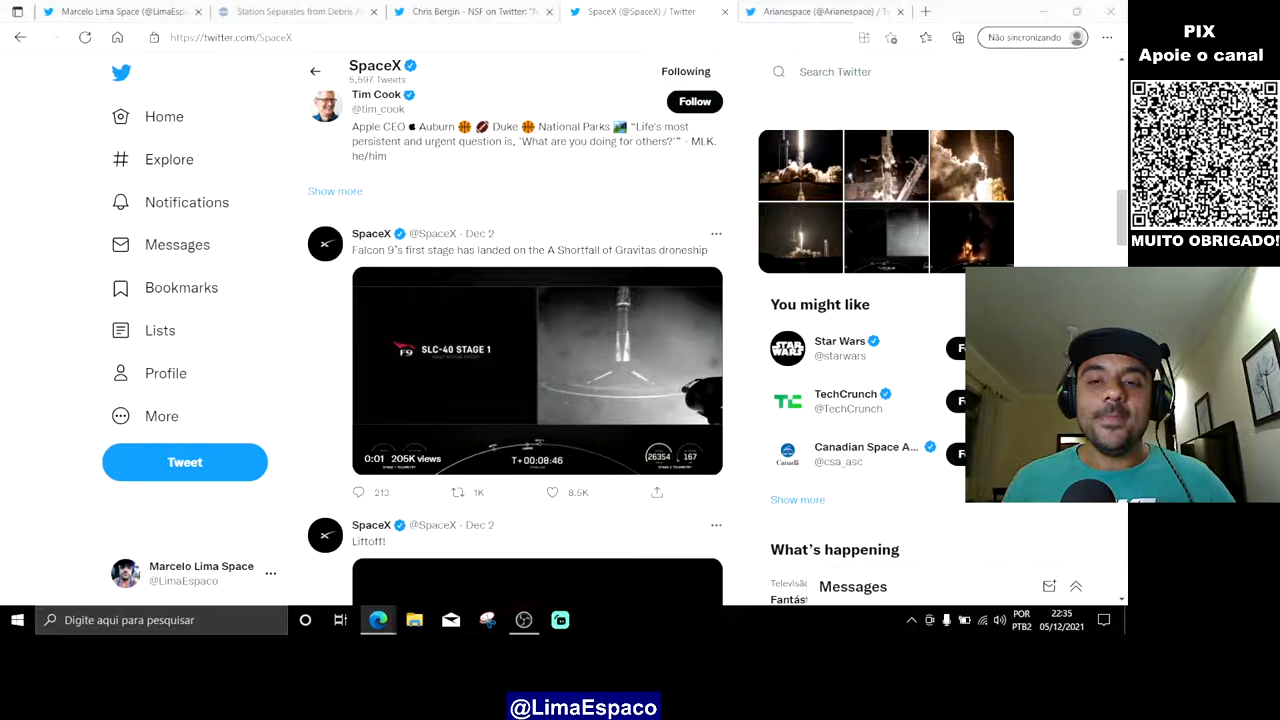 Marcelo Lima Space (@LimaEsp
Station Separates from Debris A
Chris Bergin - NSF on Twitter: "F
SpaceX (@SpaceX) / Twitter
Arianespace (@Arianespace) / Tw
https://twitter.com/SpaceX
Não sincronizando
PIX
Apoie o canal
MUITO OBRIGADO!
Home
Explore
Notifications
Messages
Bookmarks
Lists
Profile
More
Tweet
Marcelo Lima Space
@LimaEspaco
SpaceX
5,597 Tweets
Following
Tim Cook
@tim_cook
Follow
Apple CEO Auburn 🏀 🏈 Duke 🏀 National Parks 🏞️ “Life's most
persistent and urgent question is, 'What are you doing for others?'” - MLK.
he/him
Show more
SpaceX @SpaceX · Dec 2
Falcon 9's first stage has landed on the A Shortfall of Gravitas droneship
F9 SLC-40 STAGE 1
0:01 205K views
T+00:08:46
26354
167
213
1K
8.5K
SpaceX @SpaceX · Dec 2
Liftoff!
Search Twitter
You might like
Star Wars
@starwars
TechCrunch
@TechCrunch
Canadian Space A...
@csa_asc
Show more
What's happening
Messages
Fantás
Digite aqui para pesquisar
POR
PTB2
22:35
05/12/2021
@LimaEspaco